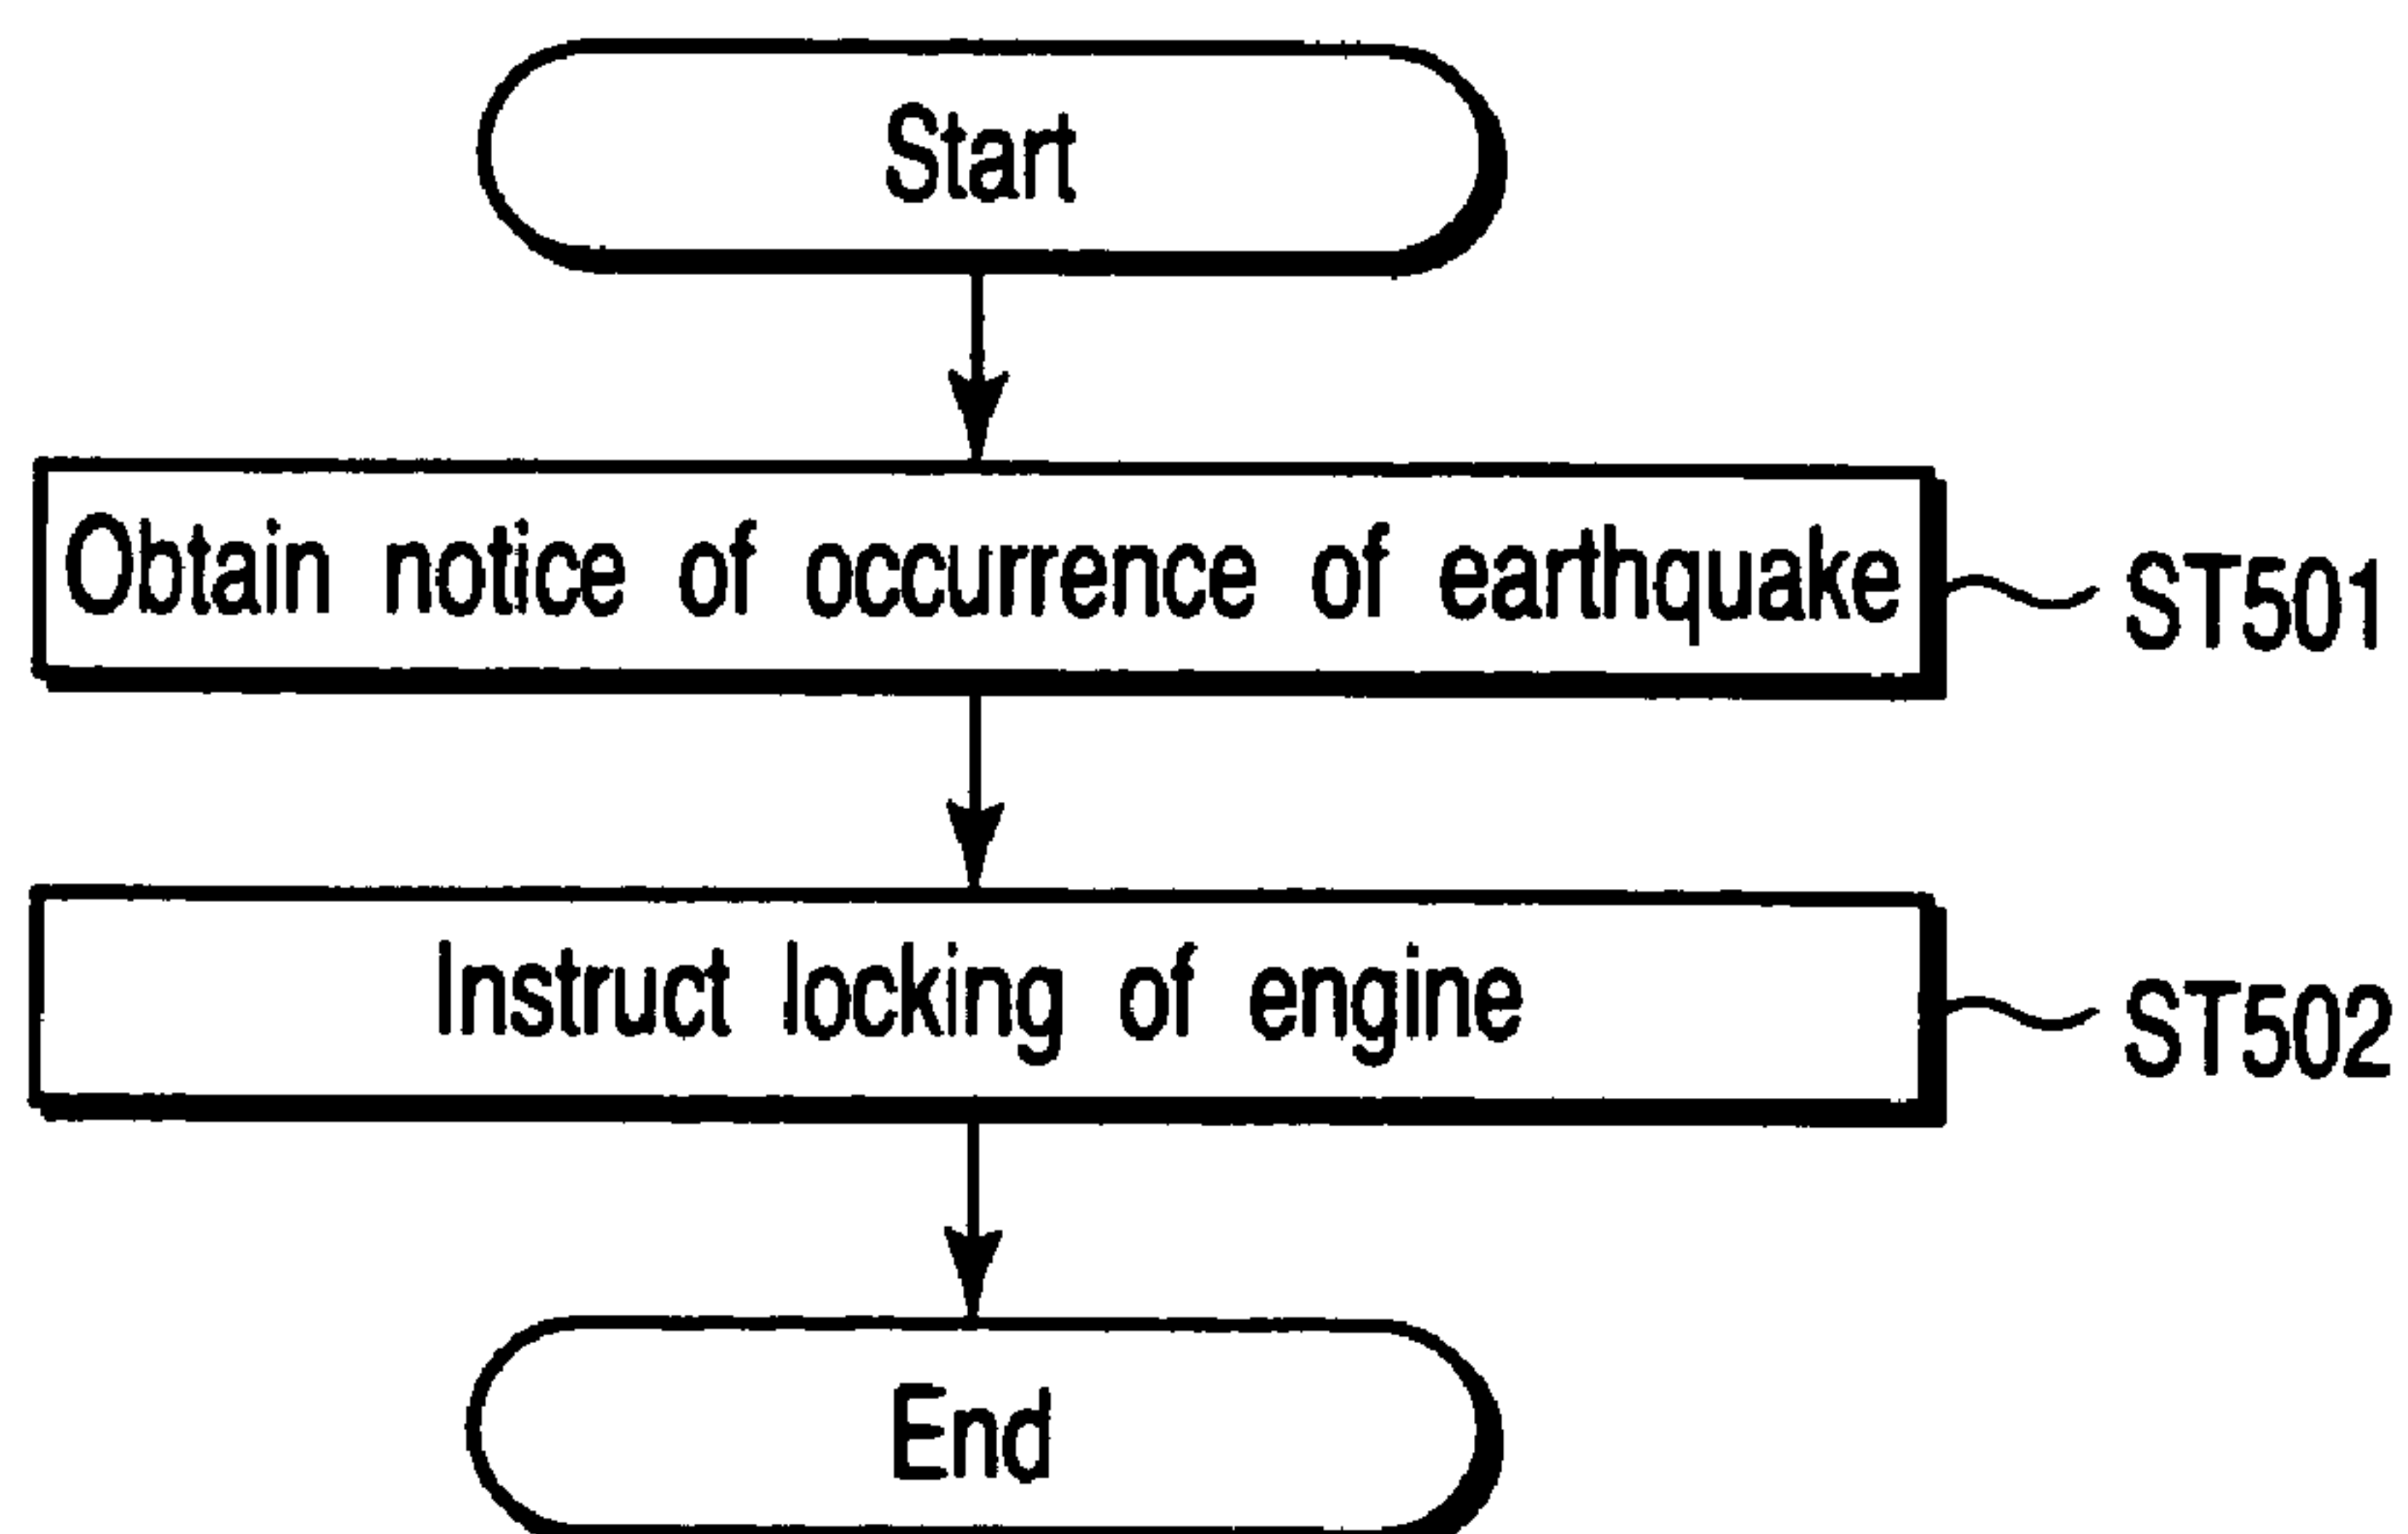 Start
Obtain notice of occurrence of earthquake
ST501
Instruct locking of engine
ST502
End